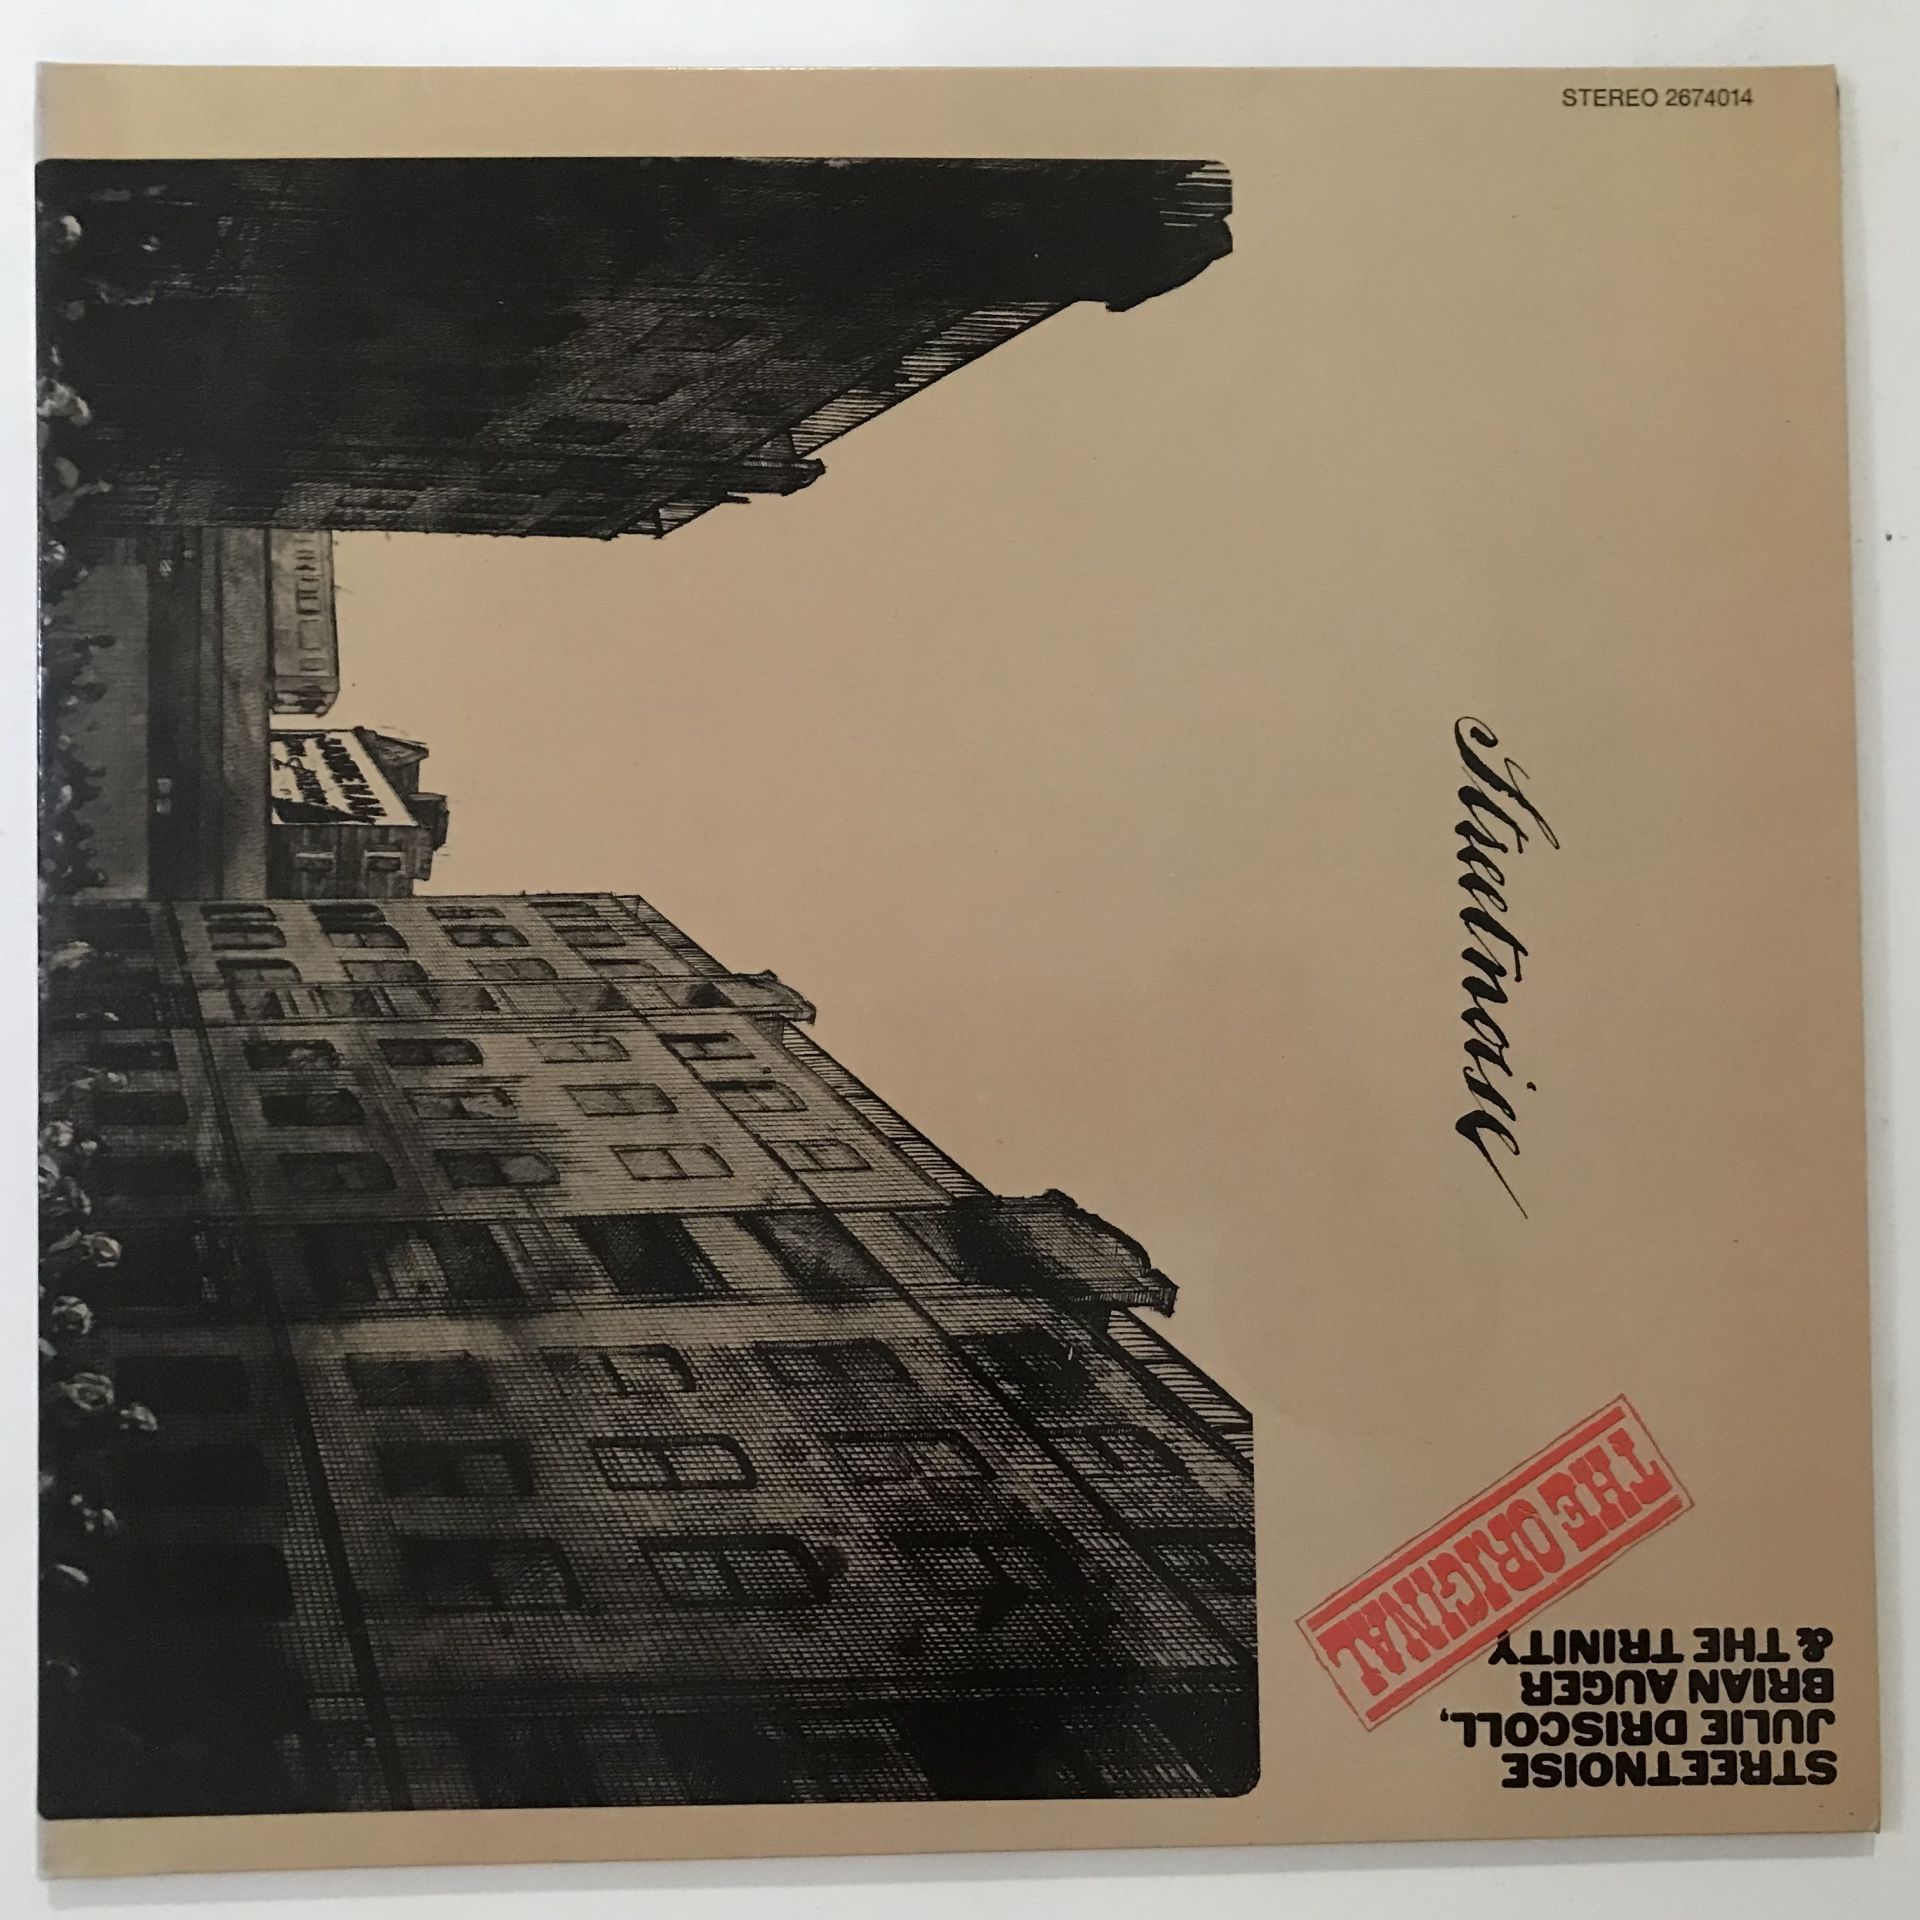 STEREO 2674014
Streetnoise
THE ORIGINAL
STREETNOISE
JULIE DRISCOLL,
BRIAN AUGER
& THE TRINITY